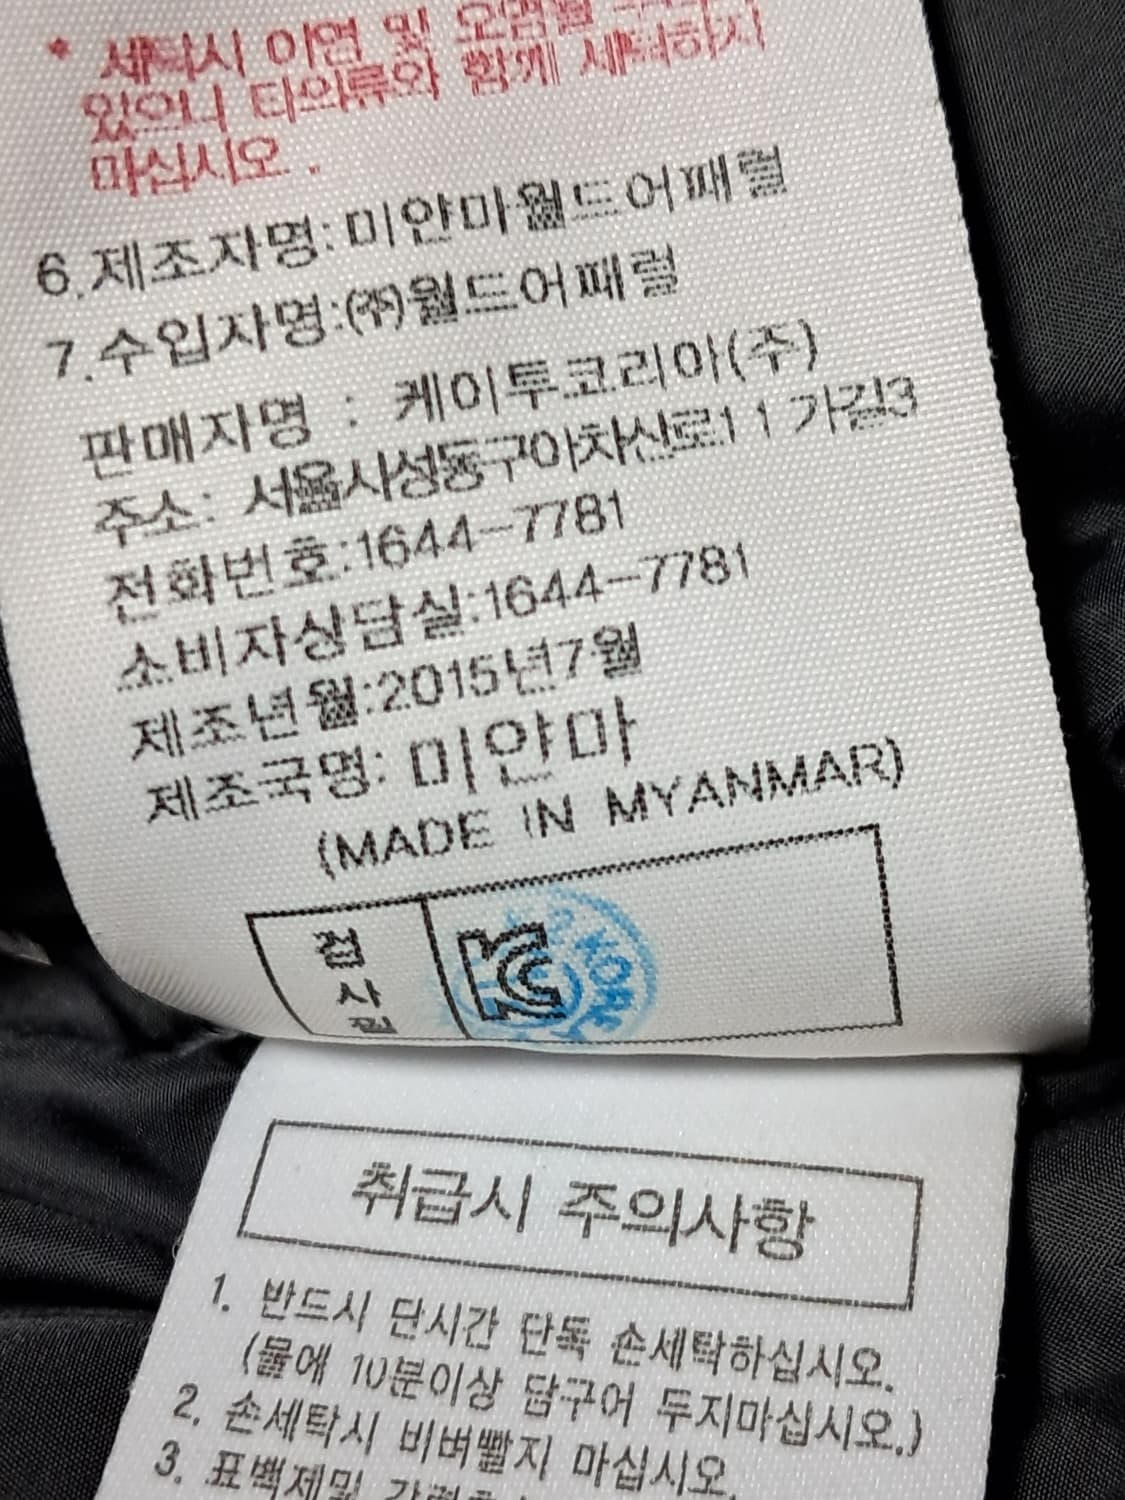 * 세탁시 이염 및 오염될
있으니 타의류와 함께 세탁하지
마십시오.
6.제조자명:미얀마월드어패럴
7.수입자명:(주)월드어패럴
판매자명 : 케이투코리아(주)
주소: 서울시성동구아차산로11가길3
전화번호:1644-7781
소비자상담실:1644-7781
제조년월:2015년7월
제조국명: 미얀마
(MADE IN MYANMAR)
검사필
K2 KOREA
취급시 주의사항
1. 반드시 단시간 단독 손세탁하십시오.
(물에 10분이상 담구어 두지마십시오.)
2. 손세탁시 비벼빨지 마십시오.
3. 표백제및